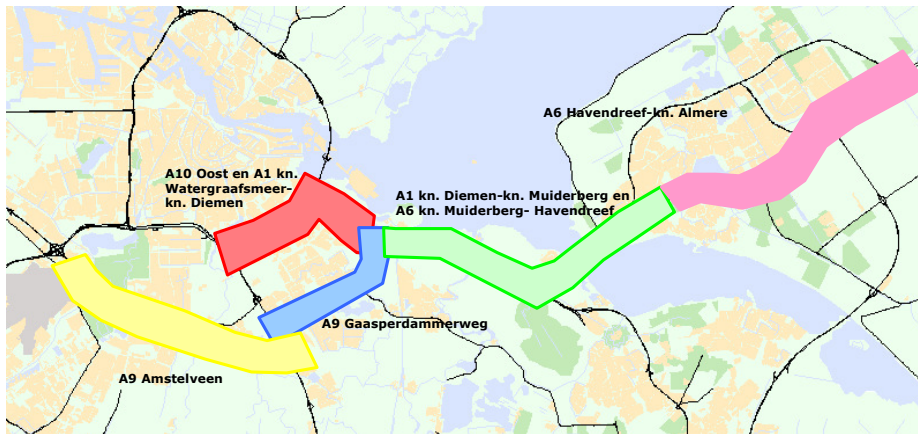 A6 Havendreef-kn. Almere
A10 Oost en A1 kn.
Watergraafsmeer-
kn. Diemen
A1 kn. Diemen-kn. Muiderberg en
A6 kn. Muiderberg- Havendreef
A9 Gaasperdammerweg
A9 Amstelveen